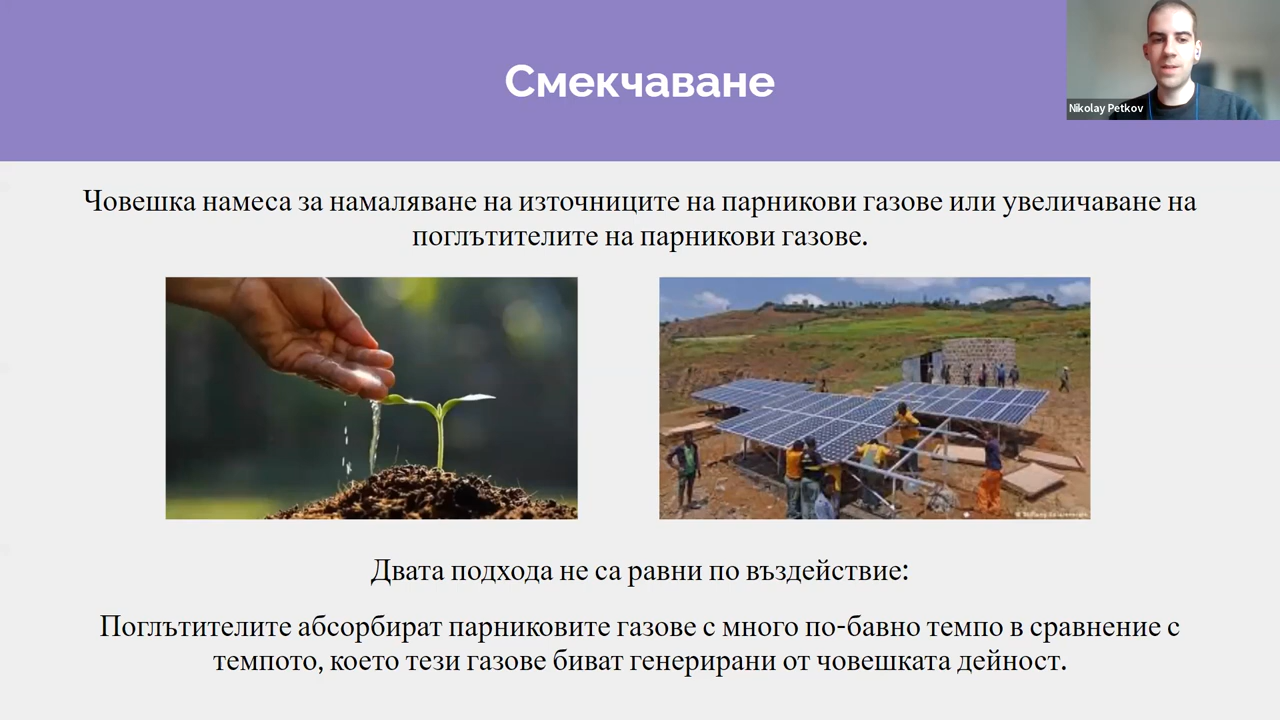 Смекчаване
Nikolay Petkov
Човешка намеса за намаляване на източниците на парникови газове или увеличаване на
поглътителите на парникови газове.
Двата подхода не са равни по въздействие:
Поглътителите абсорбират парниковите газове с много по-бавно темпо в сравнение с
темпото, което тези газове биват генерирани от човешката дейност.